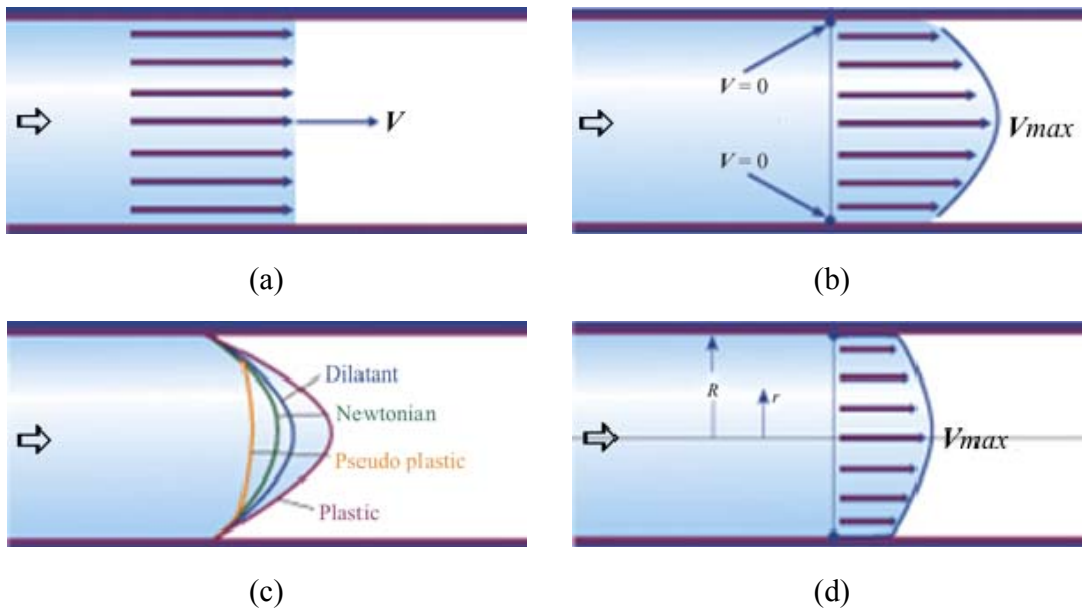 V
(a)
V = 0
V = 0
Vmax
(b)
Dilatant
Newtonian
Pseudo plastic
Plastic
(c)
R
r
Vmax
(d)